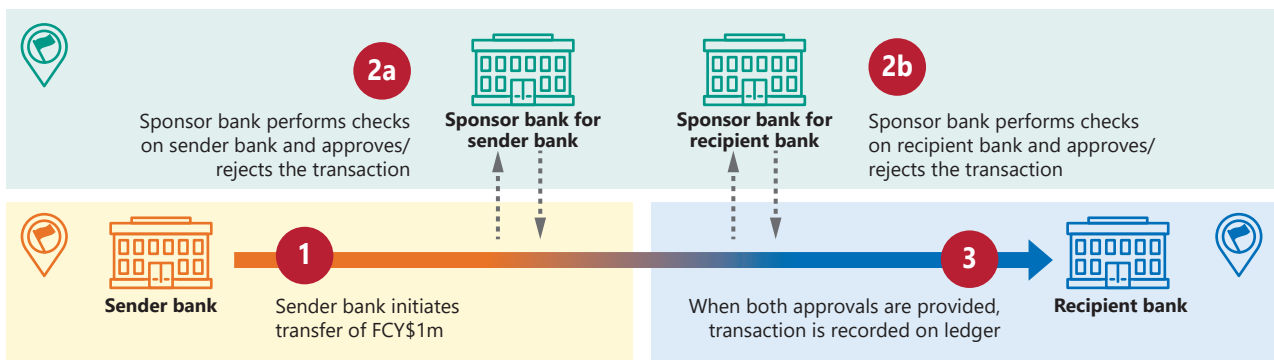 2a
Sponsor bank performs checks
on sender bank and approves/
rejects the transaction
Sponsor bank for
sender bank
Sponsor bank for
recipient bank
2b
Sponsor bank performs checks
on recipient bank and approves/
rejects the transaction
Sender bank
1
Sender bank initiates
transfer of FCY$1m
3
When both approvals are provided,
transaction is recorded on ledger
Recipient bank